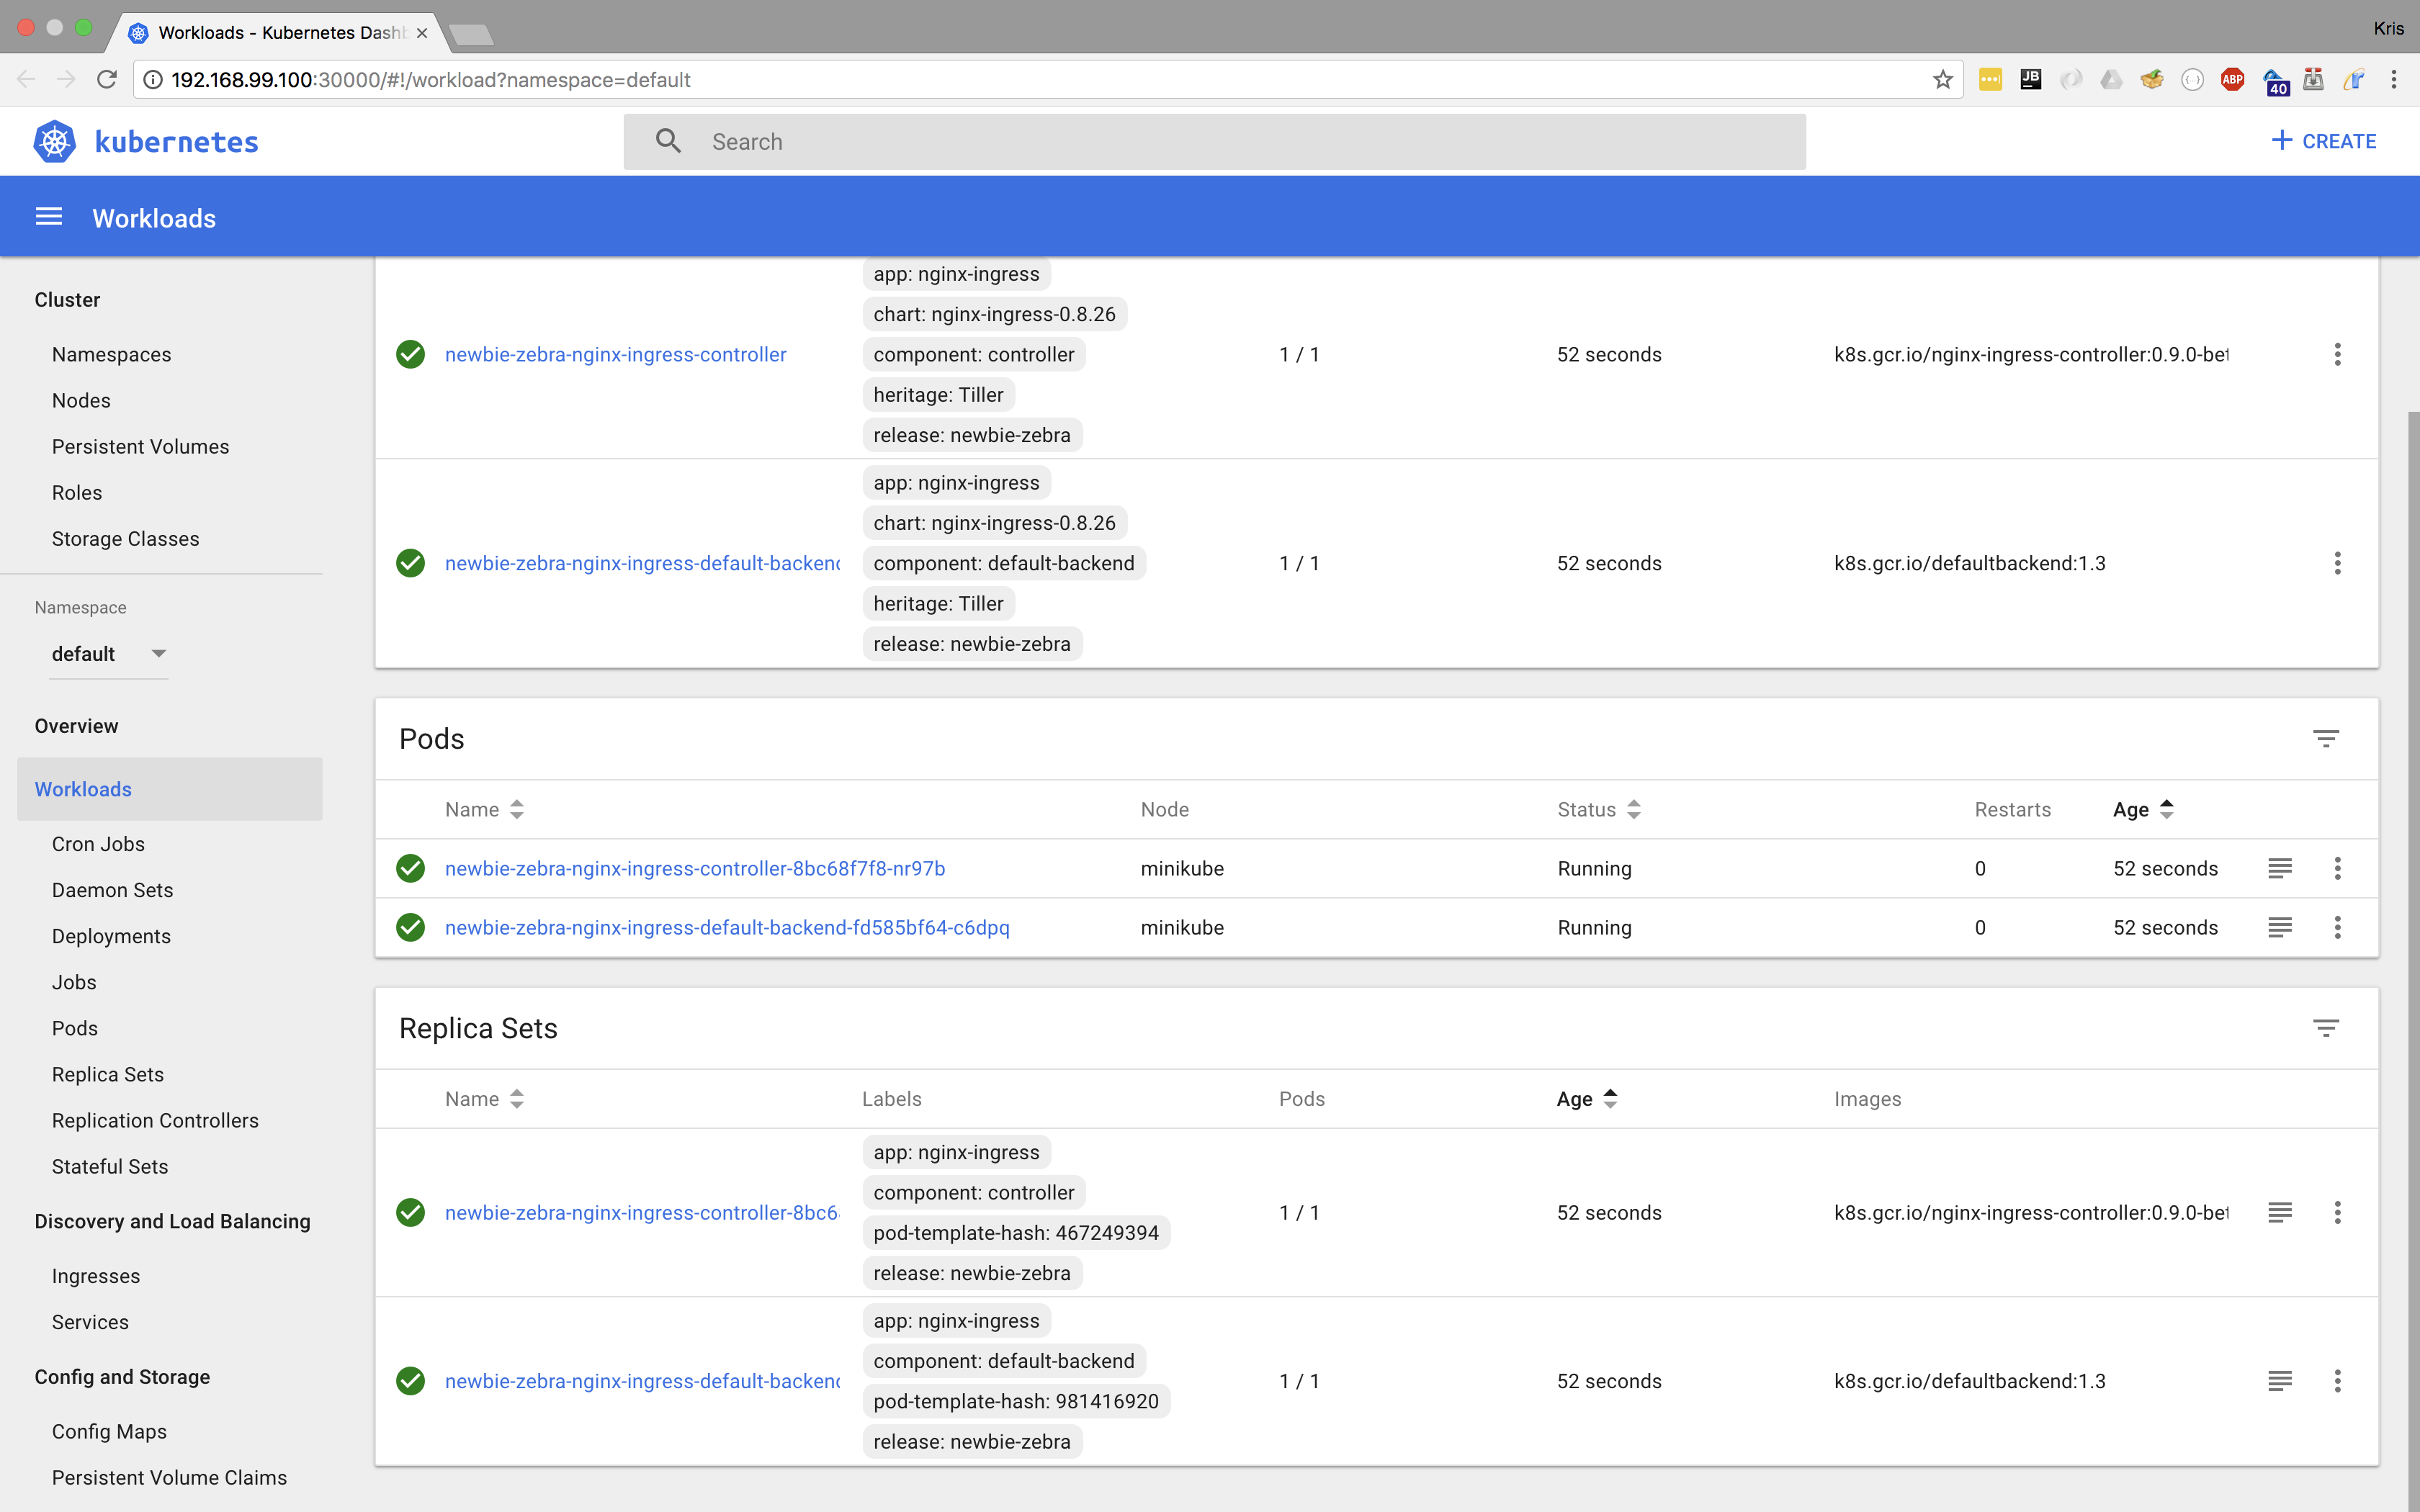 Workloads - Kubernetes Dashb
Kris
192.168.99.100:30000/#!/workload?namespace=default
JB
ABP
40
kubernetes
Search
CREATE
Workloads
Cluster
Namespaces
Nodes
Persistent Volumes
Roles
Storage Classes
Namespace
default
Overview
Workloads
Cron Jobs
Daemon Sets
Deployments
Jobs
Pods
Replica Sets
Replication Controllers
Stateful Sets
Discovery and Load Balancing
Ingresses
Services
Config and Storage
Config Maps
Persistent Volume Claims
app: nginx-ingress
chart: nginx-ingress-0.8.26
newbie-zebra-nginx-ingress-controller component: controller 1 / 1 52 seconds k8s.gcr.io/nginx-ingress-controller:0.9.0-bet
heritage: Tiller
release: newbie-zebra
app: nginx-ingress
chart: nginx-ingress-0.8.26
newbie-zebra-nginx-ingress-default-backend component: default-backend 1 / 1 52 seconds k8s.gcr.io/defaultbackend:1.3
heritage: Tiller
release: newbie-zebra
Pods
Name Node Status Restarts Age
newbie-zebra-nginx-ingress-controller-8bc68f7f8-nr97b minikube Running 0 52 seconds
newbie-zebra-nginx-ingress-default-backend-fd585bf64-c6dpq minikube Running 0 52 seconds
Replica Sets
Name Labels Pods Age Images
app: nginx-ingress
component: controller
newbie-zebra-nginx-ingress-controller-8bc6 1 / 1 52 seconds k8s.gcr.io/nginx-ingress-controller:0.9.0-bet
pod-template-hash: 467249394
release: newbie-zebra
app: nginx-ingress
component: default-backend
newbie-zebra-nginx-ingress-default-backend 1 / 1 52 seconds k8s.gcr.io/defaultbackend:1.3
pod-template-hash: 981416920
release: newbie-zebra